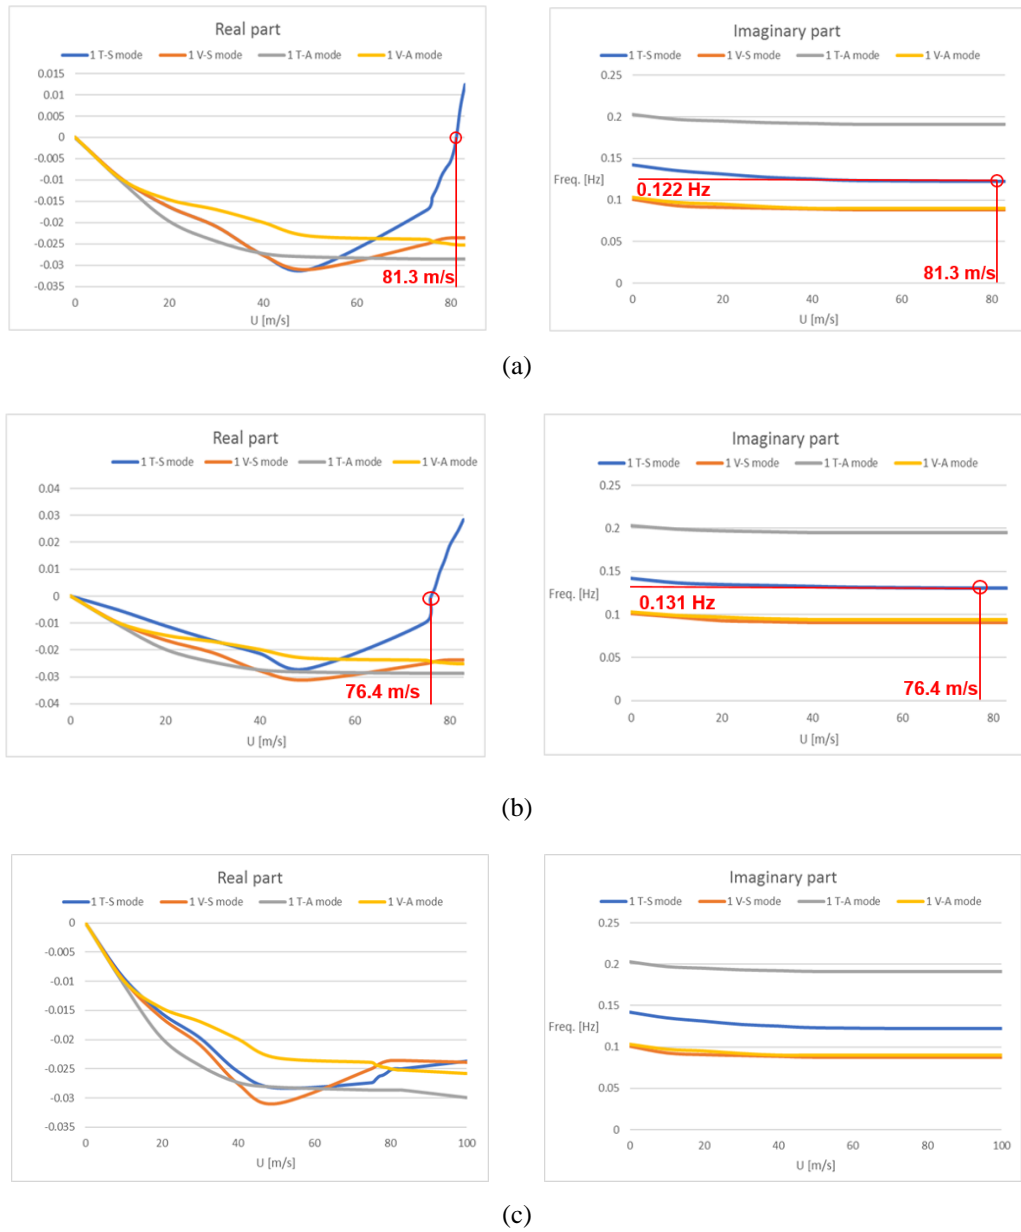 Real part
1 T-S mode 1 V-S mode 1 T-A mode 1 V-A mode
0.015
0.01
0.005
0
-0.005
-0.01
-0.015
-0.02
-0.025
-0.03
-0.035
81.3 m/s
0 20 40 60 80
U [m/s]
Imaginary part
1 T-S mode 1 V-S mode 1 T-A mode 1 V-A mode
0.25
0.2
0.15
Freq. [Hz]
0.122 Hz
0.1
0.05
81.3 m/s
0
0 20 40 60 80
U [m/s]
(a)
Real part
1 T-S mode 1 V-S mode 1 T-A mode 1 V-A mode
0.04
0.03
0.02
0.01
0
-0.01
-0.02
-0.03
-0.04
76.4 m/s
0 20 40 60 80
U [m/s]
Imaginary part
1 T-S mode 1 V-S mode 1 T-A mode 1 V-A mode
0.25
0.2
0.15
Freq. [Hz]
0.131 Hz
0.1
0.05
76.4 m/s
0
0 20 40 60 80
U [m/s]
(b)
Real part
1 T-S mode 1 V-S mode 1 T-A mode 1 V-A mode
0
-0.005
-0.01
-0.015
-0.02
-0.025
-0.03
-0.035
0 20 40 60 80 100
U [m/s]
Imaginary part
1 T-S mode 1 V-S mode 1 T-A mode 1 V-A mode
0.25
0.2
0.15
Freq. [Hz]
0.1
0.05
0
0 20 40 60 80 100
U [m/s]
(c)